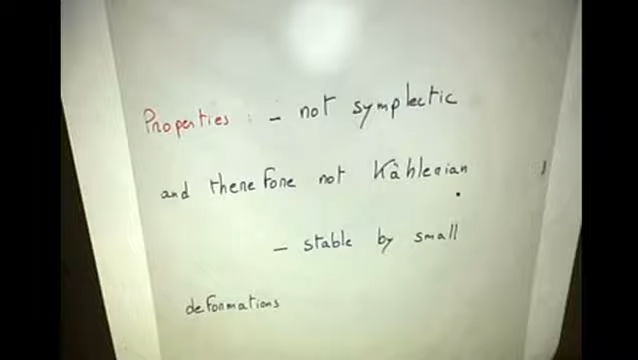 Properties : - not symplectic
and therefore not Kählerian
- stable by small
deformations